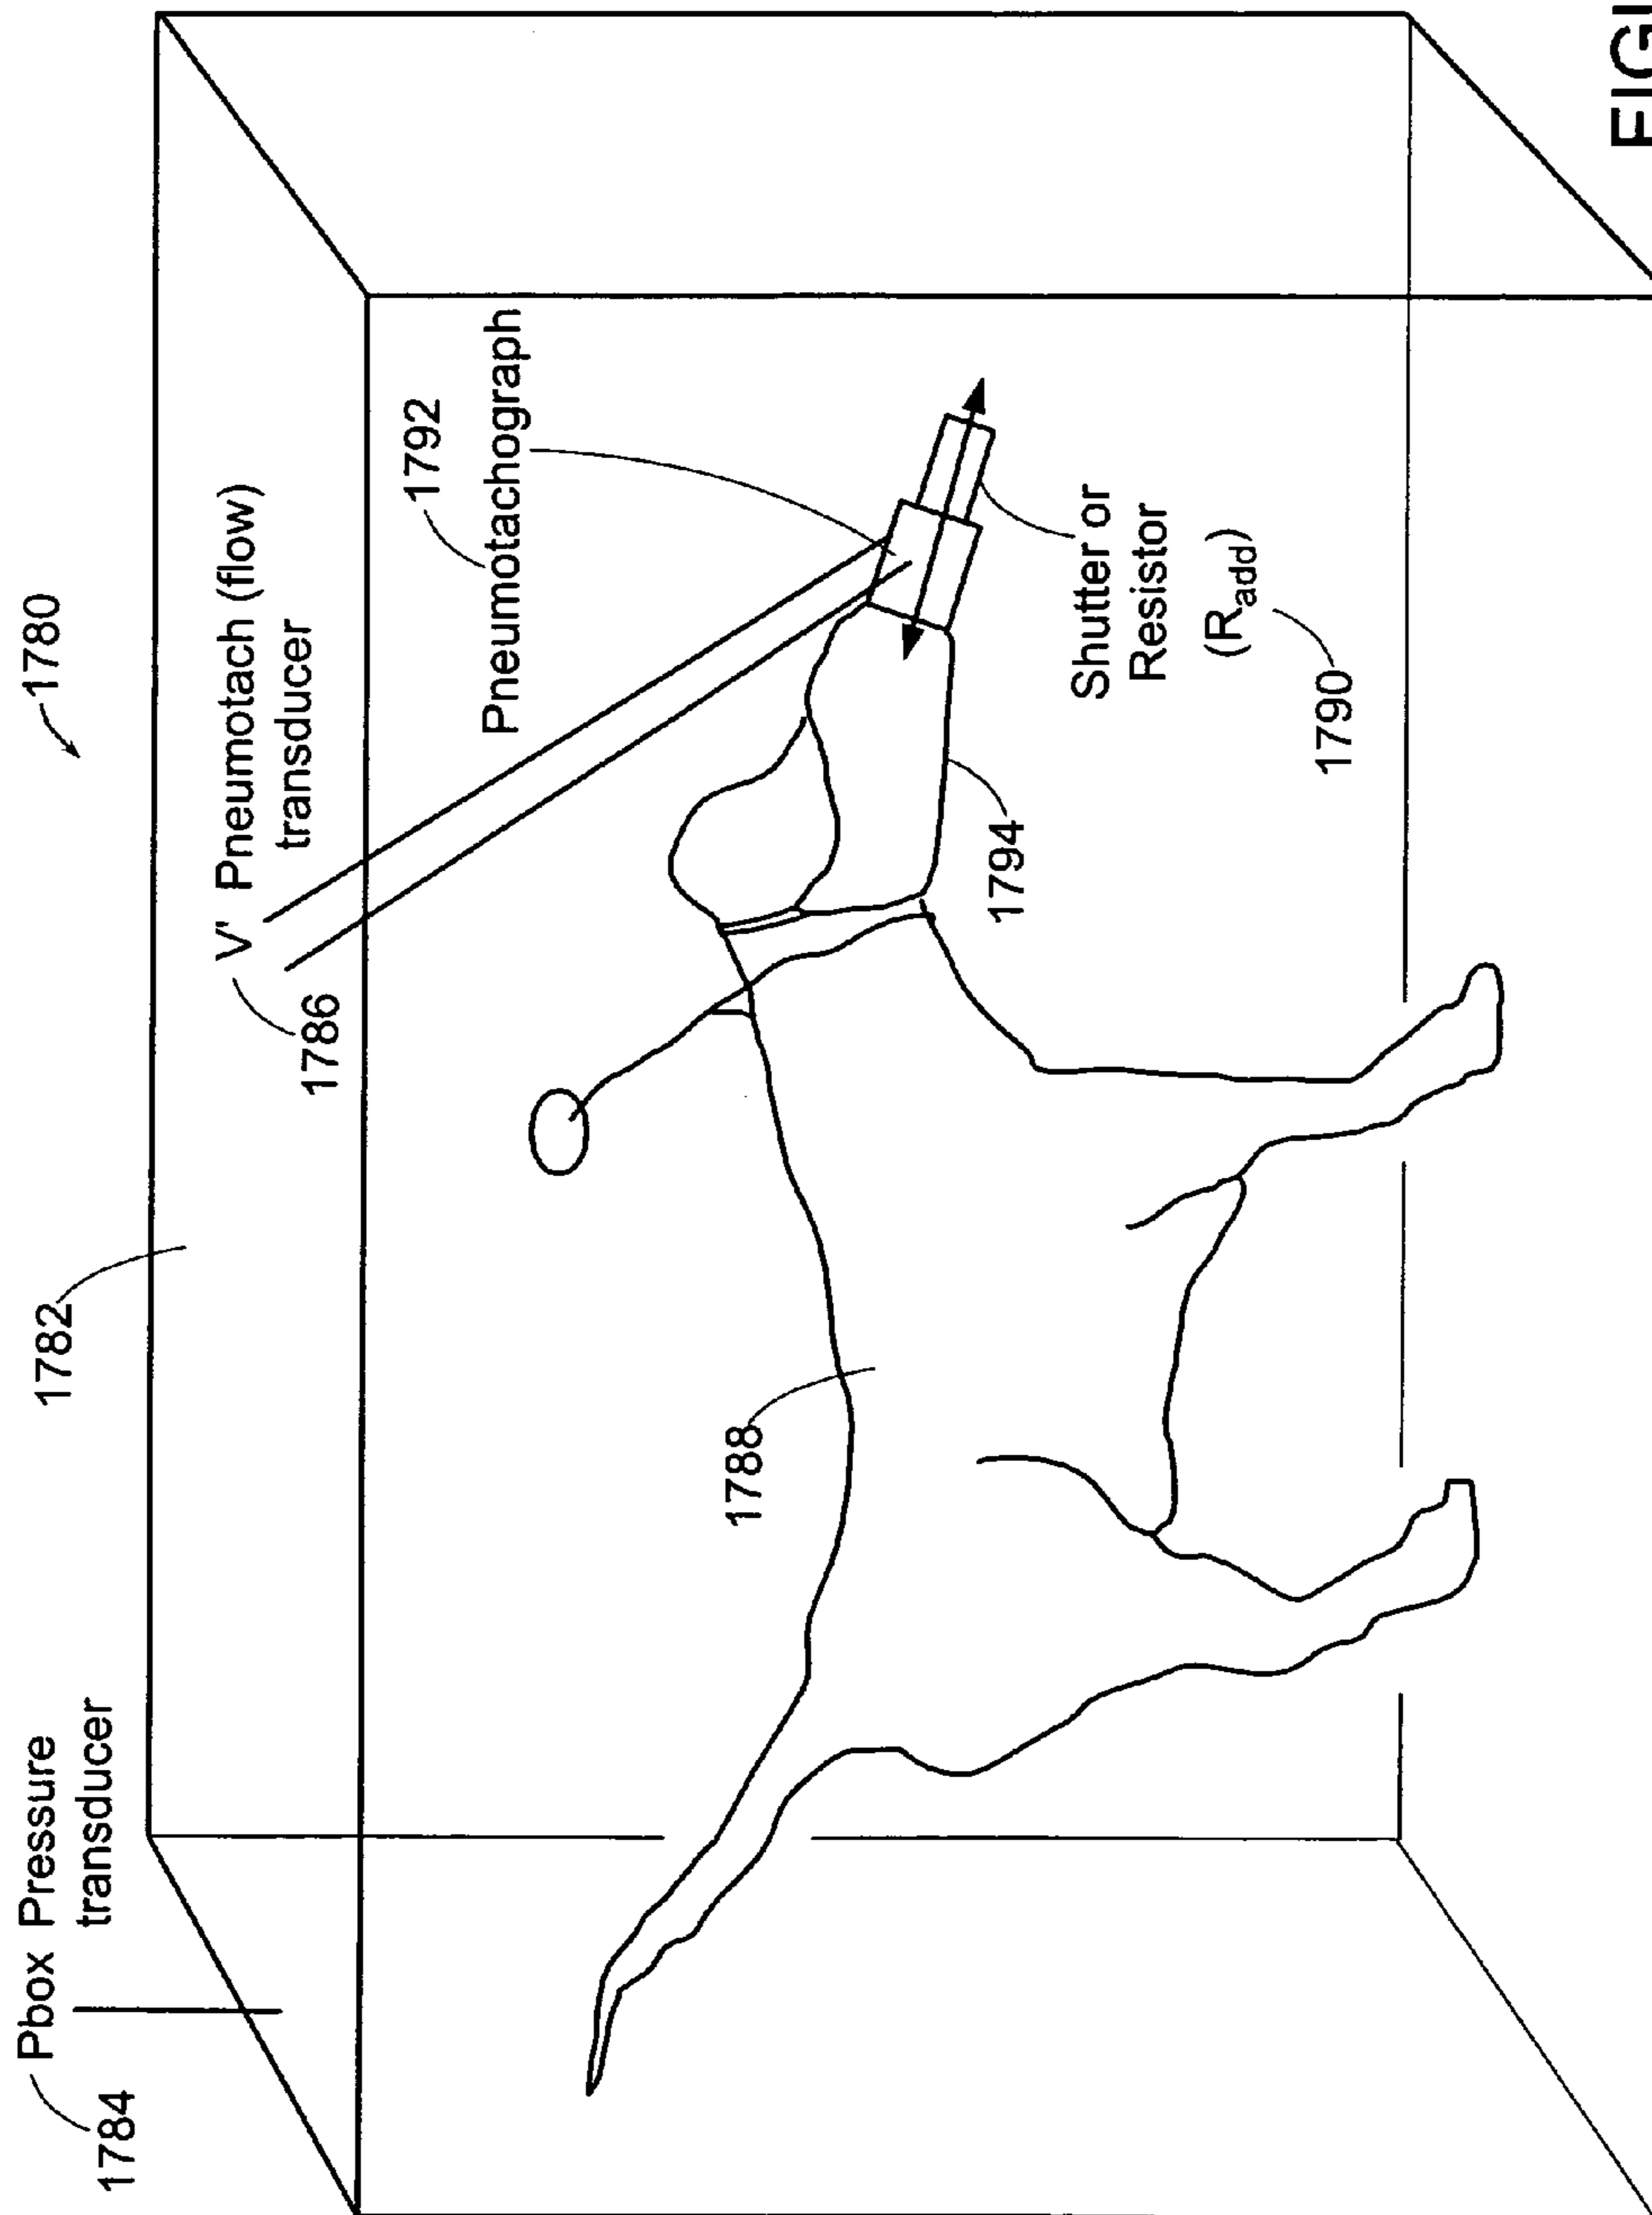 1780
1782
Pbox Pressure
transducer
1784
V' Pneumotach (flow)
transducer
1786
1792
Pneumotachograph
1788
1794
Shutter or
Resistor
(Radd)
1790